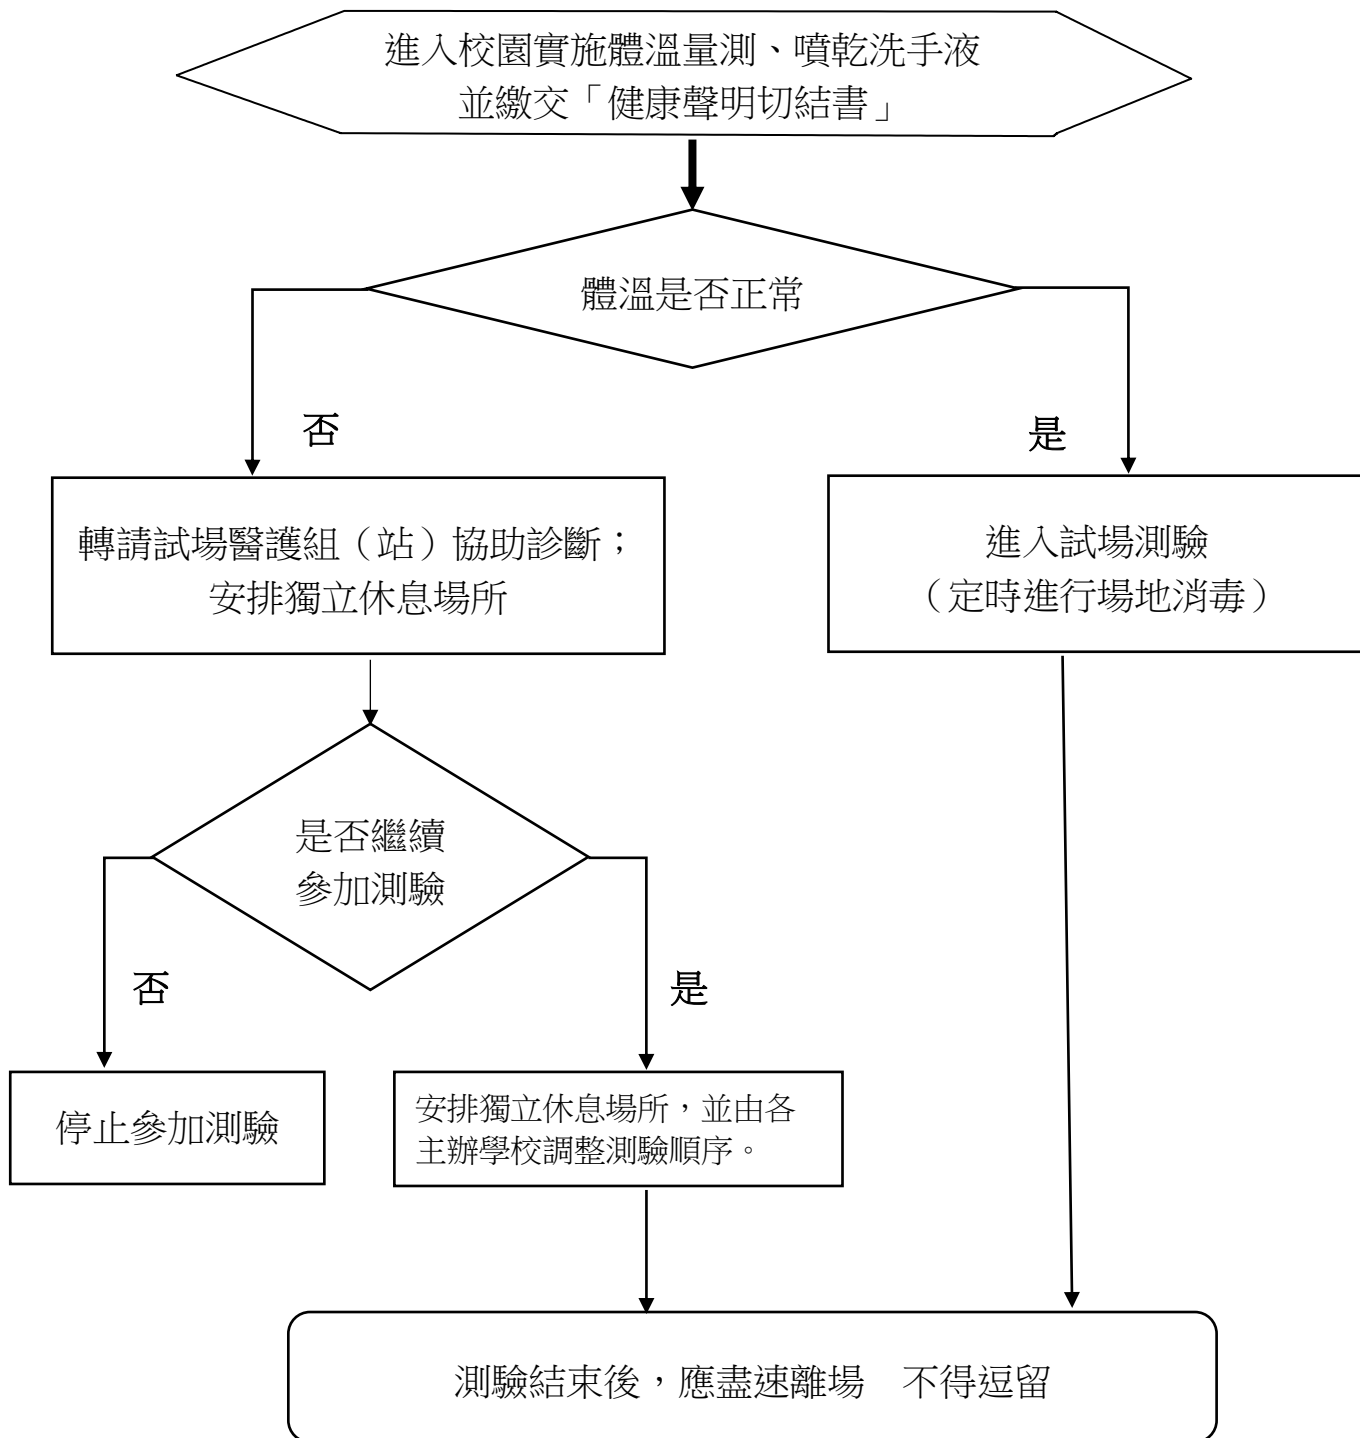 進入校園實施體溫量測、噴乾洗手液
並繳交「健康聲明切結書」
體溫是否正常
否
是
轉請試場醫護組（站）協助診斷；
安排獨立休息場所
進入試場測驗
（定時進行場地消毒）
是否繼續
參加測驗
否
是
停止參加測驗
安排獨立休息場所，並由各
主辦學校調整測驗順序。
測驗結束後，應盡速離場　不得逗留